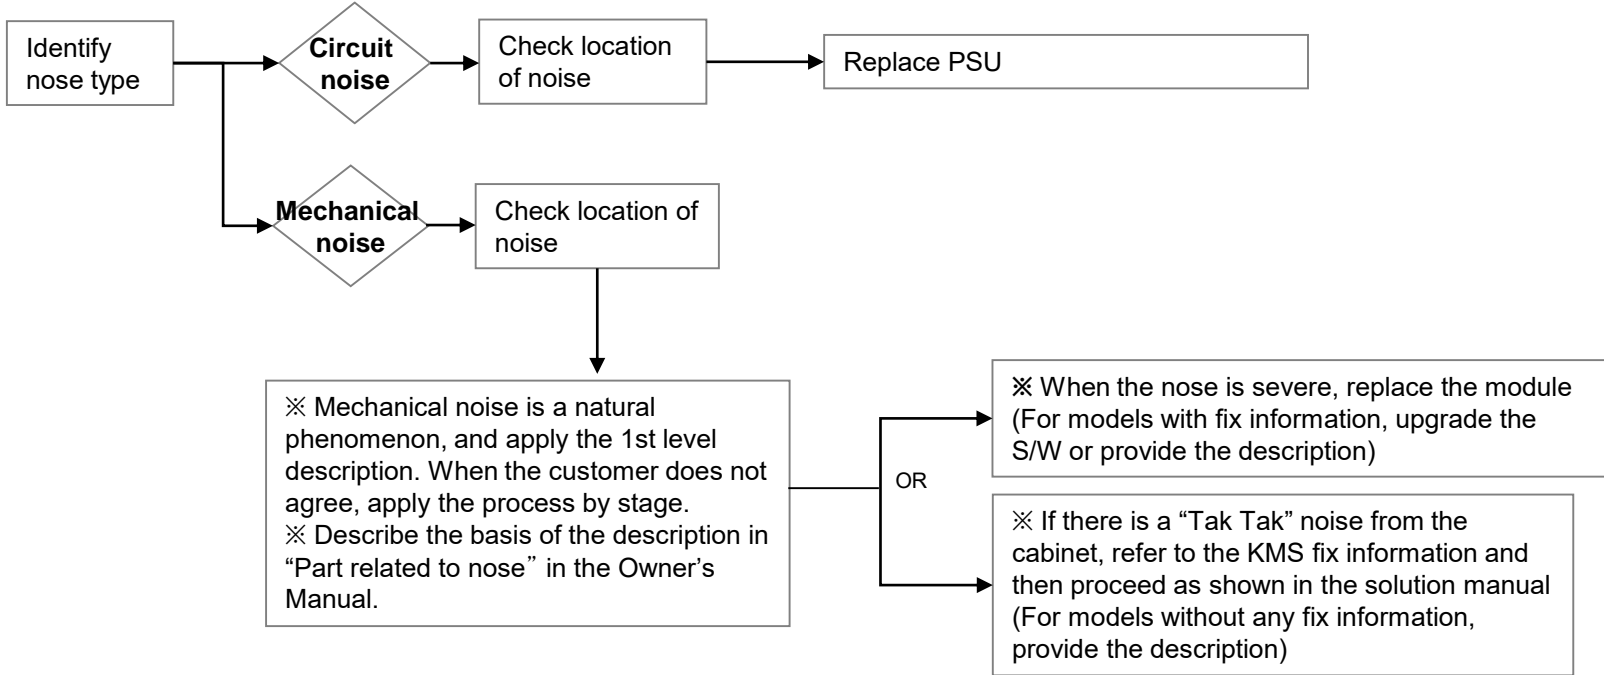 Identify
nose type
Circuit
noise
Check location
of noise
Replace PSU
Mechanical
noise
Check location of
noise
※ Mechanical noise is a natural
phenomenon, and apply the 1st level
description. When the customer does not
agree, apply the process by stage.
※ Describe the basis of the description in
“Part related to nose” in the Owner’s
Manual.
OR
※ When the nose is severe, replace the module
(For models with fix information, upgrade the
S/W or provide the description)
※ If there is a “Tak Tak” noise from the
cabinet, refer to the KMS fix information and
then proceed as shown in the solution manual
(For models without any fix information,
provide the description)